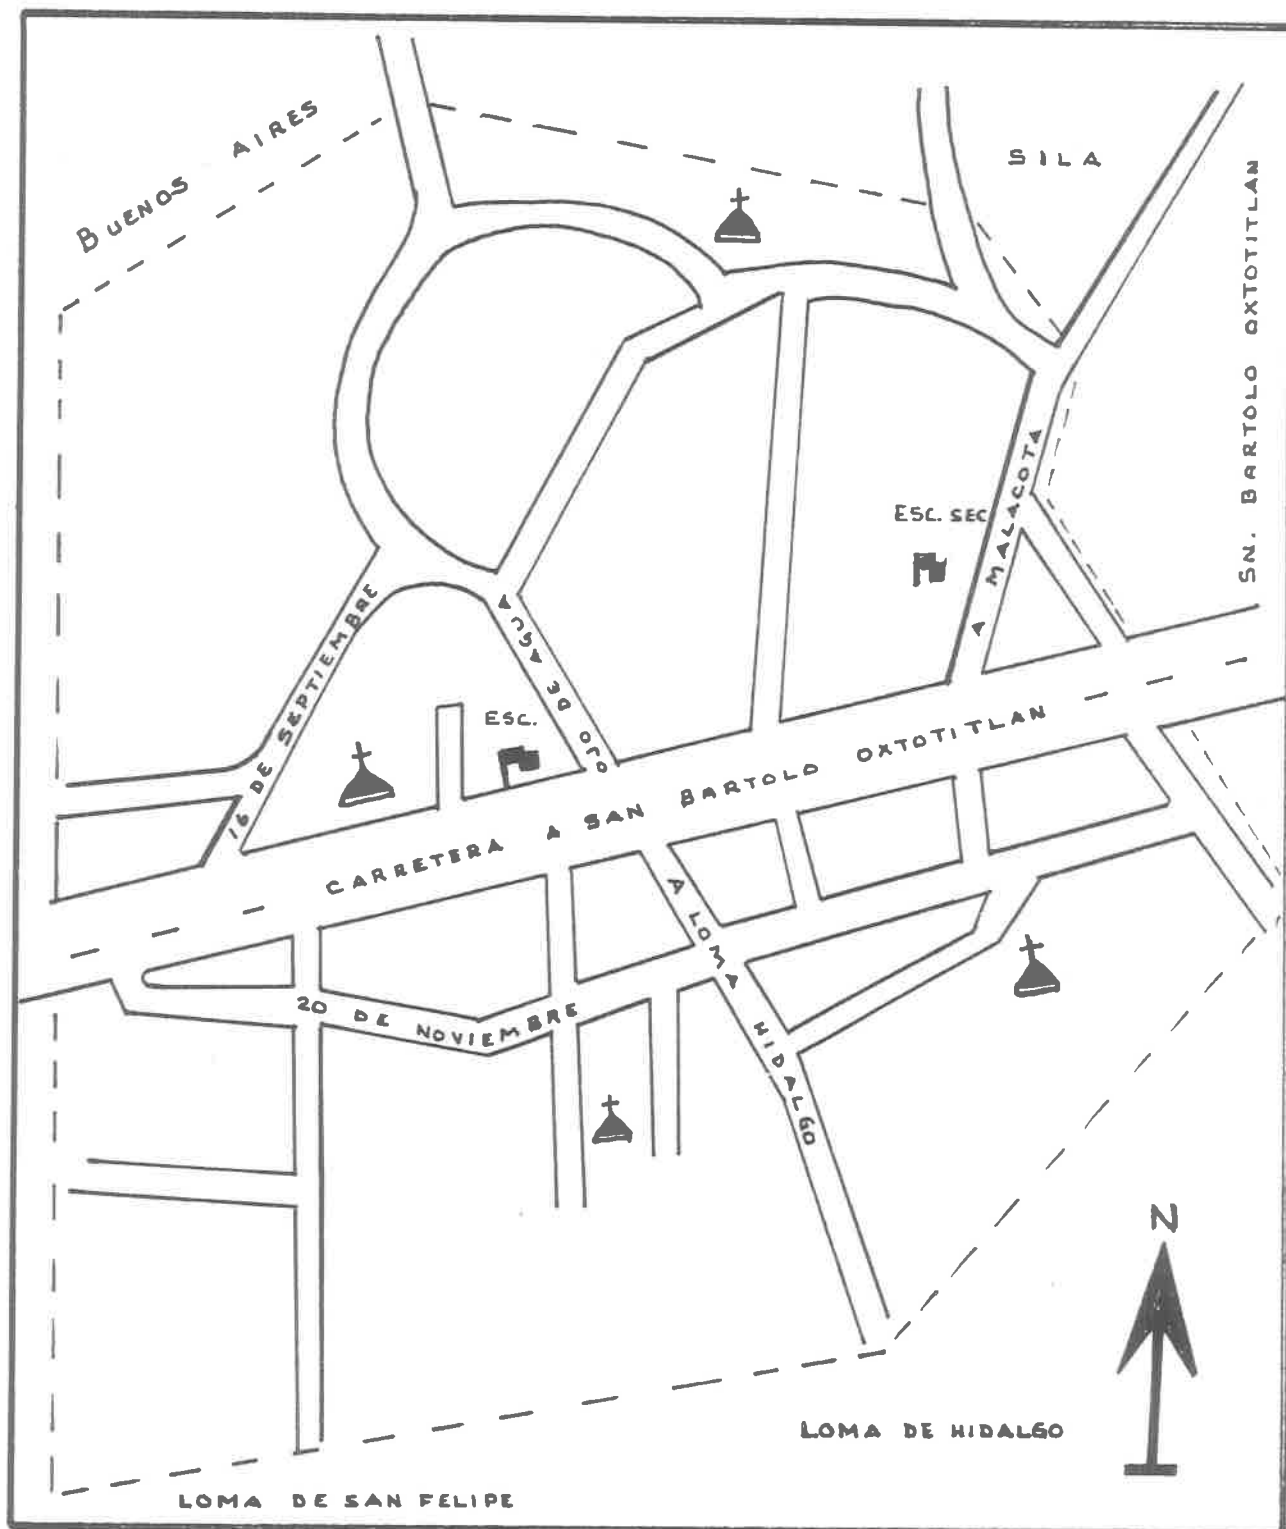 BUENOS AIRES
SILA
SN. BARTOLO OXTOTITLAN
A MALACOTA
ESC. SEC
16 DE SEPTIEMBRE
OJO DE AGUA
ESC.
CARRETERA A SAN BARTOLO OXTOTITLAN
A LOMA HIDALGO
20 DE NOVIEMBRE
N
LOMA DE HIDALGO
LOMA DE SAN FELIPE